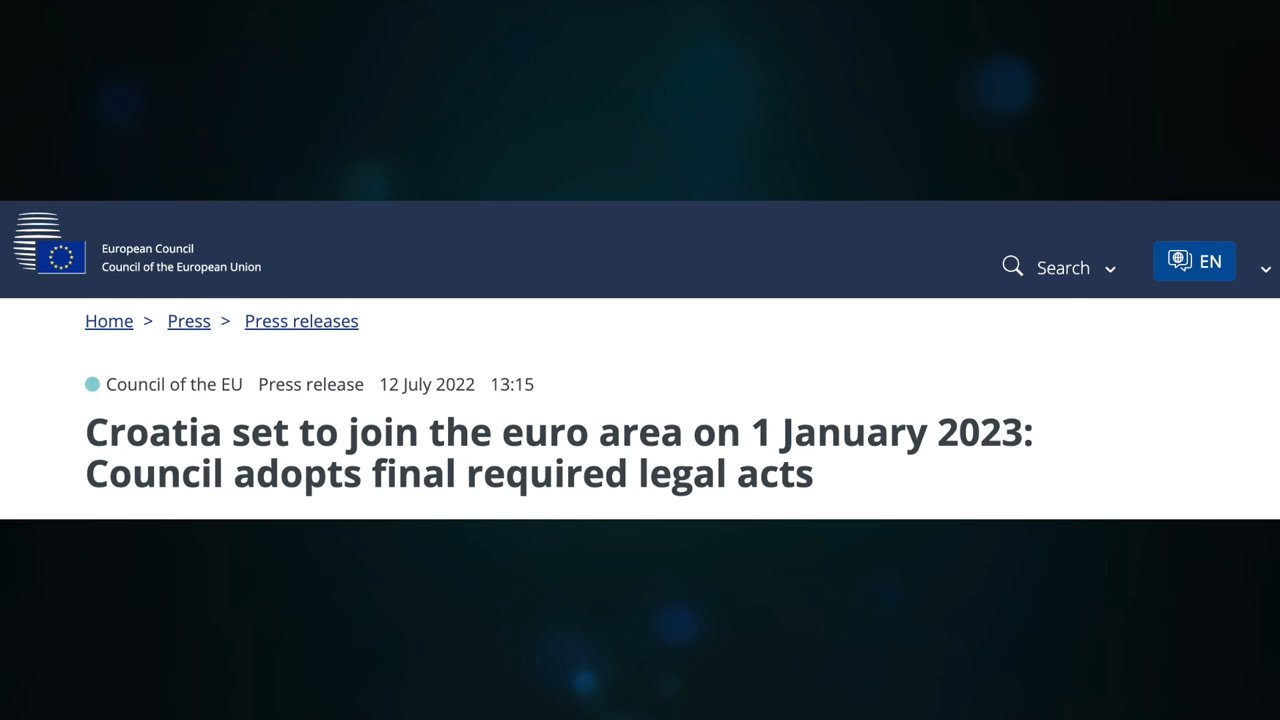 European Council
Council of the European Union
Search
EN
Home > Press > Press releases
Council of the EU Press release 12 July 2022 13:15
Croatia set to join the euro area on 1 January 2023:
Council adopts final required legal acts